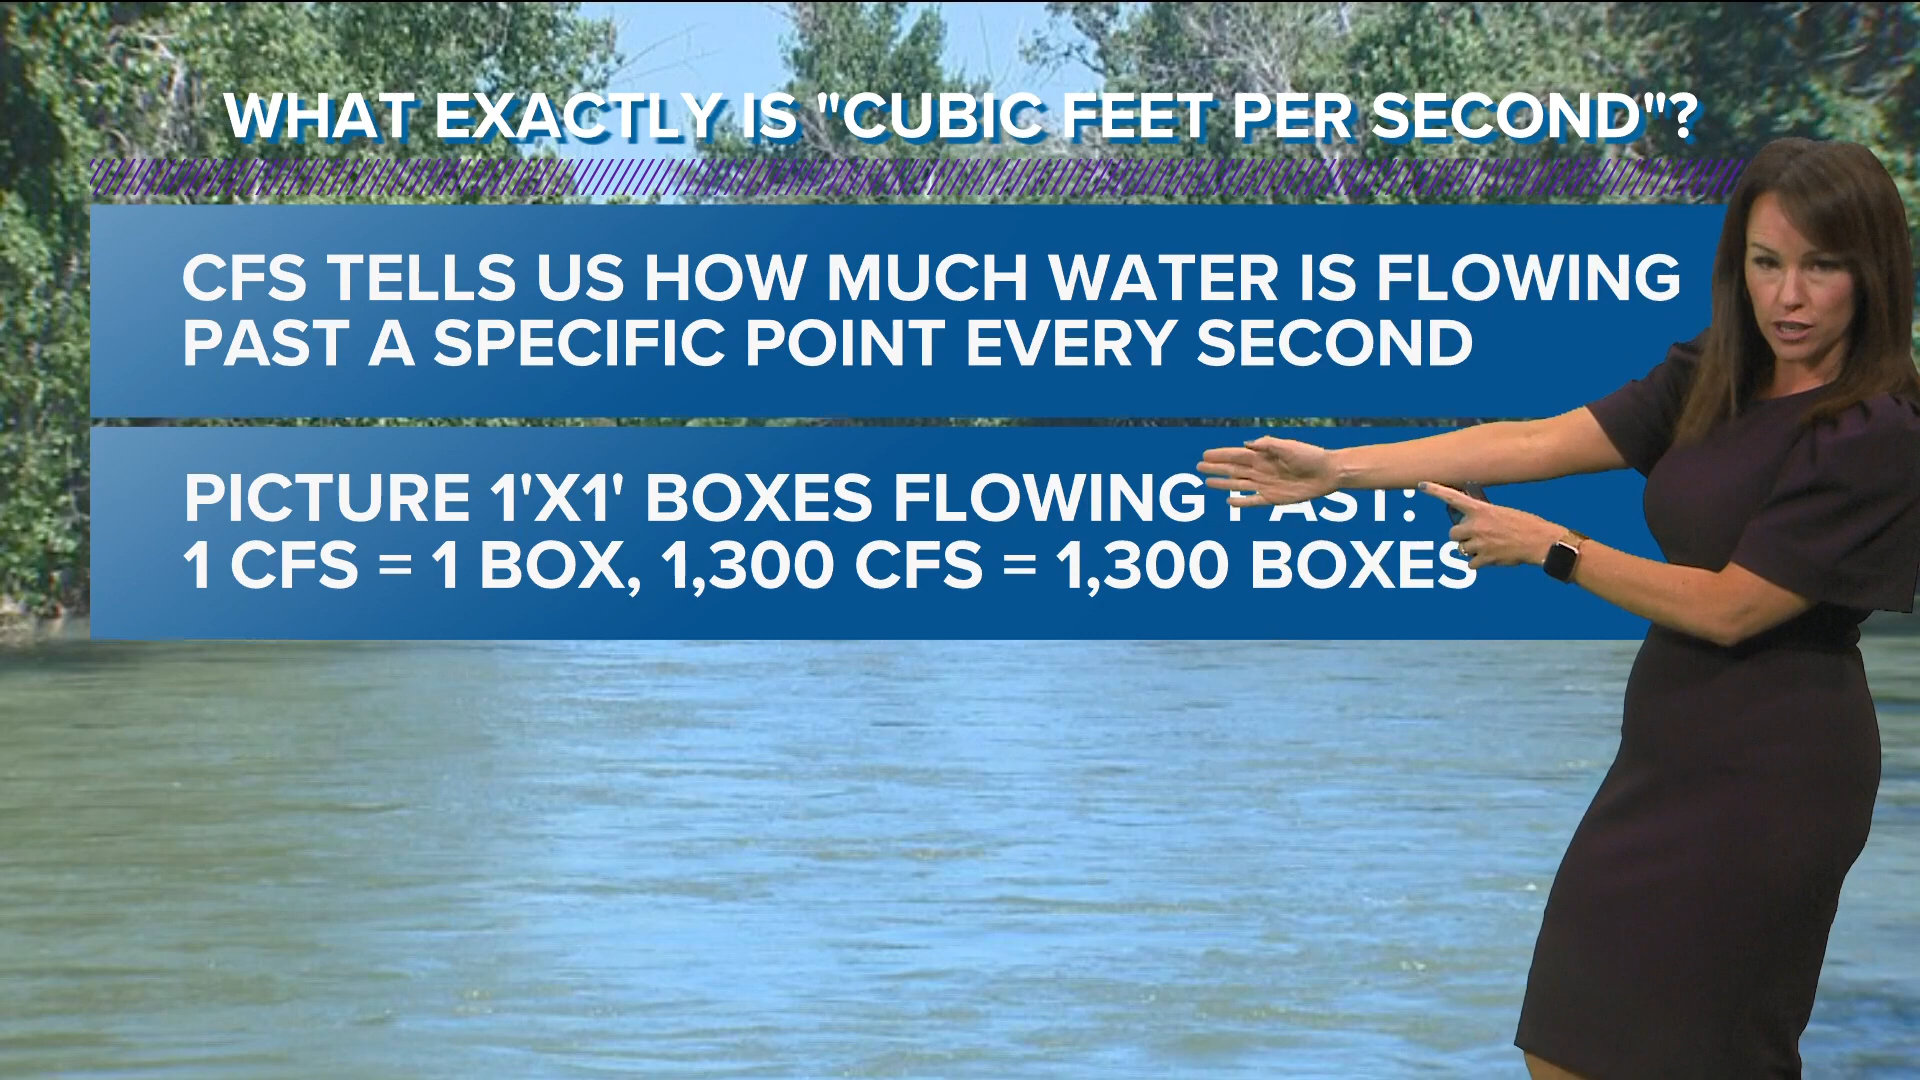 WHAT EXACTLY IS "CUBIC FEET PER SECOND"?
CFS TELLS US HOW MUCH WATER IS FLOWING
PAST A SPECIFIC POINT EVERY SECOND
PICTURE 1'X1' BOXES FLOWING PAST:
1 CFS = 1 BOX, 1,300 CFS = 1,300 BOXES